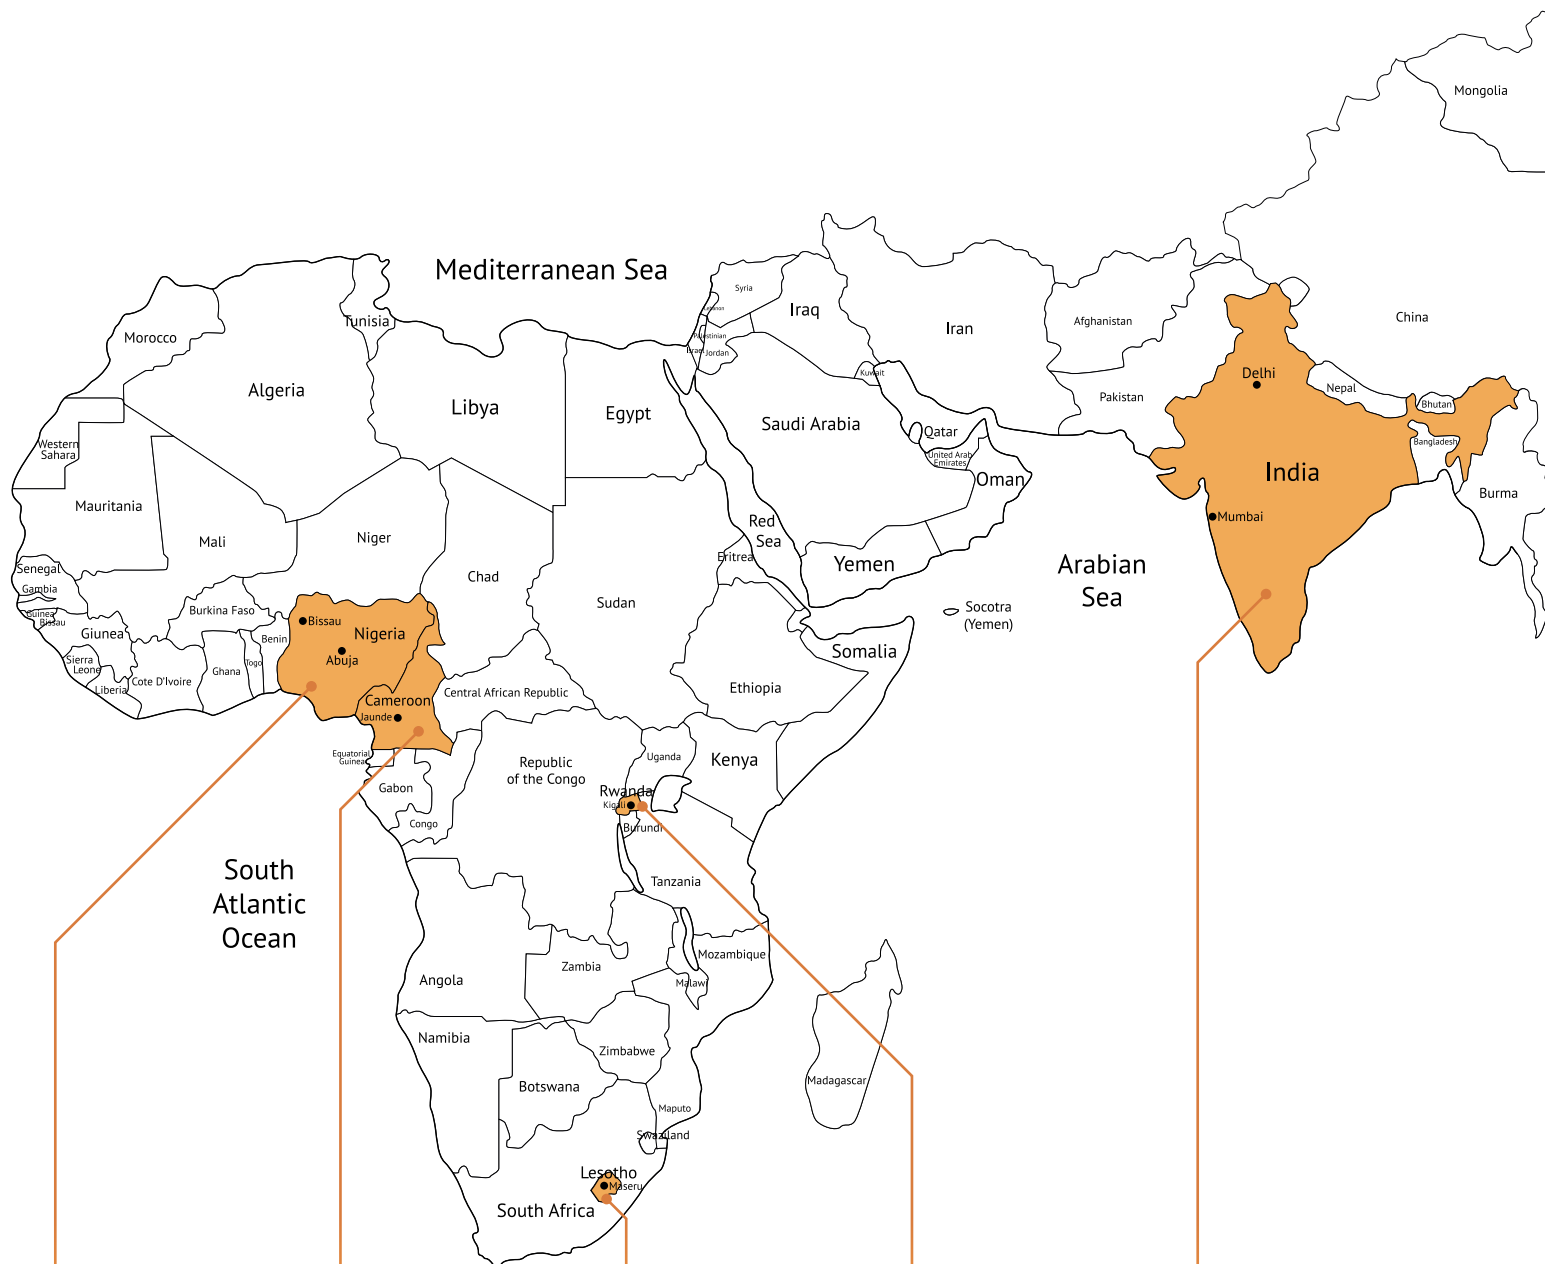 Mongolia
Mediterranean Sea
Syria
Lebanon
Iraq
Iran
Afghanistan
China
Tunisia
Morocco
Palestinian
Israel
Jordan
Kuwait
Delhi
Nepal
Pakistan
Bhutan
Algeria
Libya
Egypt
Saudi Arabia
Qatar
United Arab
Emirates
Bangladesh
Western
Sahara
Oman
India
Burma
Mauritania
Mali
Niger
Red
Sea
Mumbai
Eritrea
Yemen
Arabian
Sea
Senegal
Gambia
Chad
Sudan
Socotra
(Yemen)
Burkina Faso
Guinea
Bissau
Giunea
Bissau
Nigeria
Benin
Abuja
Somalia
Sierra
Leone
Liberia
Cote D'Ivoire
Ghana
Togo
Central African Republic
Ethiopia
Cameroon
Jaunde
Equatorial
Guinea
Republic
of the Congo
Uganda
Kenya
Gabon
Rwanda
Kigali
Congo
Burundi
South
Atlantic
Ocean
Tanzania
Angola
Zambia
Mozambique
Malawi
Namibia
Zimbabwe
Botswana
Madagascar
Maputo
Swaziland
Lesotho
Maseru
South Africa